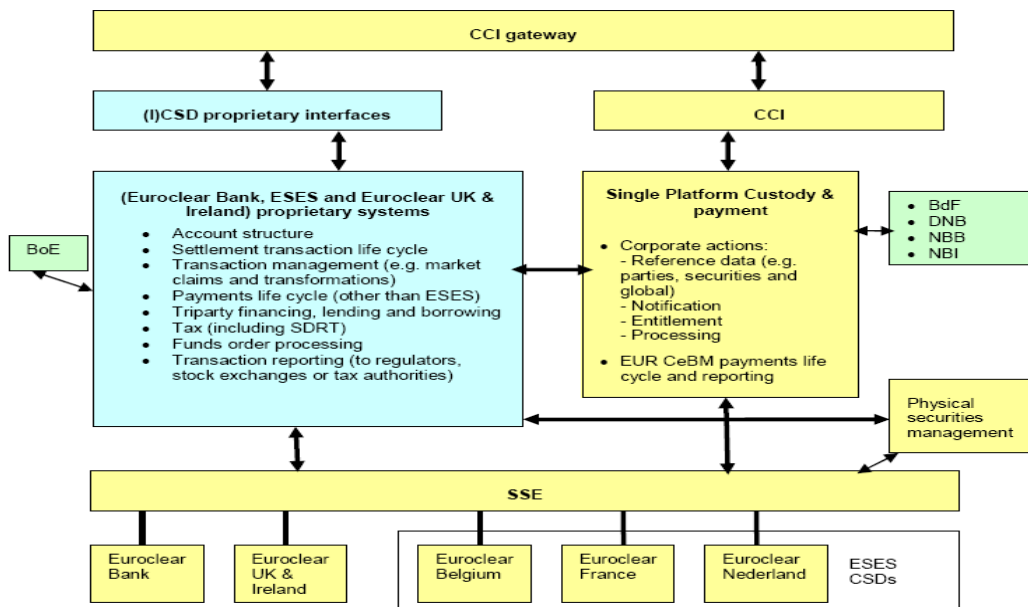 CCI gateway
(I)CSD proprietary interfaces
CCI
(Euroclear Bank, ESES and Euroclear UK &
Ireland) proprietary systems
• Account structure
• Settlement transaction life cycle
• Transaction management (e.g. market
claims and transformations)
• Payments life cycle (other than ESES)
• Triparty financing, lending and borrowing
• Tax (including SDRT)
• Funds order processing
• Transaction reporting (to regulators,
stock exchanges or tax authorities)
Single Platform Custody &
payment
• Corporate actions:
- Reference data (e.g.
parties, securities and
global)
- Notification
- Entitlement
- Processing
• EUR CeBM payments life
cycle and reporting
BoE
• BdF
• DNB
• NBB
• NBI
Physical
securities
management
SSE
Euroclear
Bank
Euroclear
UK &
Ireland
Euroclear
Belgium
Euroclear
France
Euroclear
Nederland
ESES
CSDs